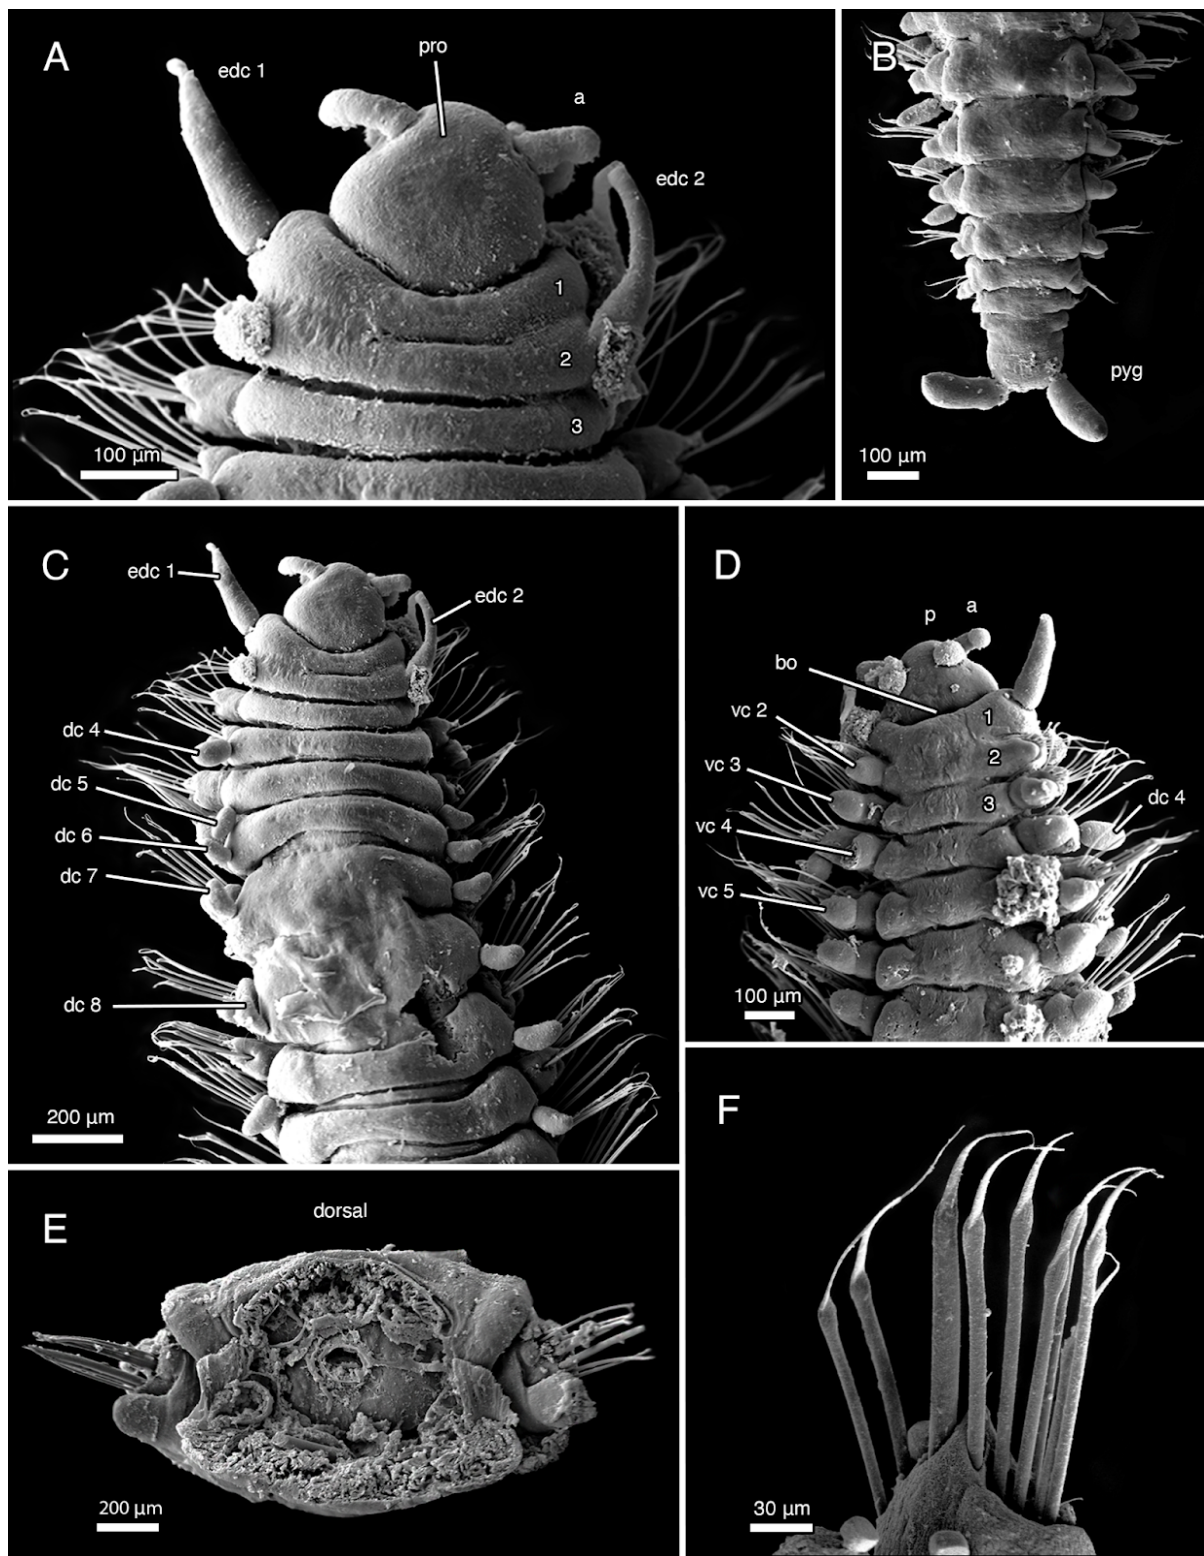 A
edc 1
pro
a
edc 2
1
2
3
100 µm
B
pyg
100 µm
C
edc 1
edc 2
dc 4
dc 5
dc 6
dc 7
dc 8
200 µm
D
p
a
bo
vc 2
1
2
vc 3
3
dc 4
vc 4
vc 5
100 µm
E
dorsal
200 µm
F
30 µm